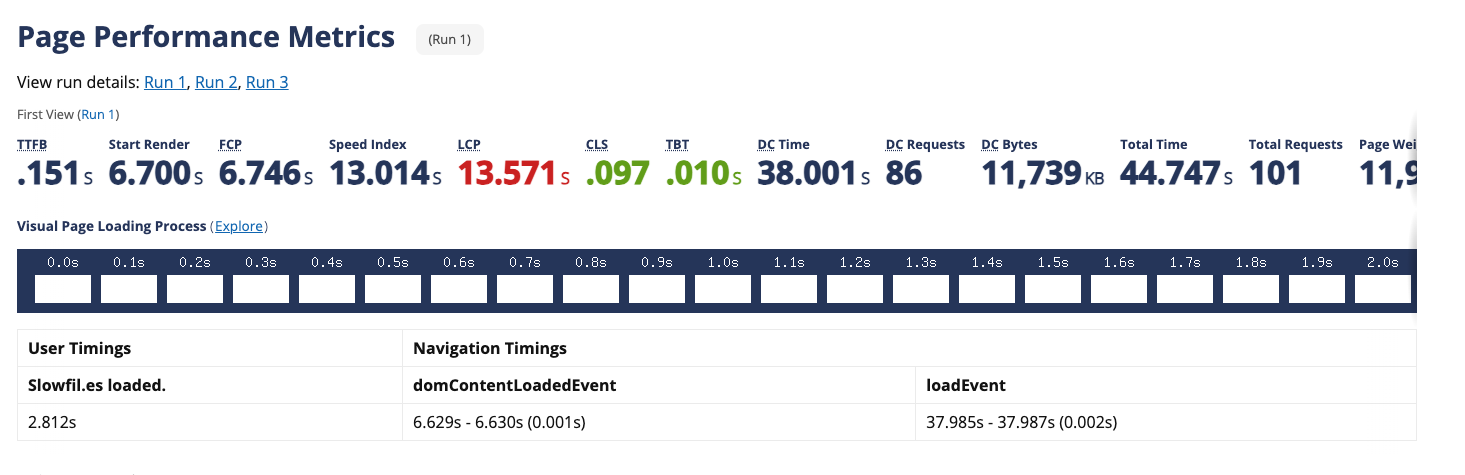 Page Performance Metrics (Run 1)
View run details: Run 1, Run 2, Run 3
First View (Run 1)
TTFB Start Render FCP Speed Index LCP CLS TBT DC Time DC Requests DC Bytes Total Time Total Requests Page Wei
.151s 6.700s 6.746s 13.014s 13.571s .097 .010s 38.001s 86 11,739KB 44.747s 101 11,9
Visual Page Loading Process (Explore)
0.0s 0.1s 0.2s 0.3s 0.4s 0.5s 0.6s 0.7s 0.8s 0.9s 1.0s 1.1s 1.2s 1.3s 1.4s 1.5s 1.6s 1.7s 1.8s 1.9s 2.0s
User Timings Navigation Timings
Slowfil.es loaded. domContentLoadedEvent loadEvent
2.812s 6.629s - 6.630s (0.001s) 37.985s - 37.987s (0.002s)